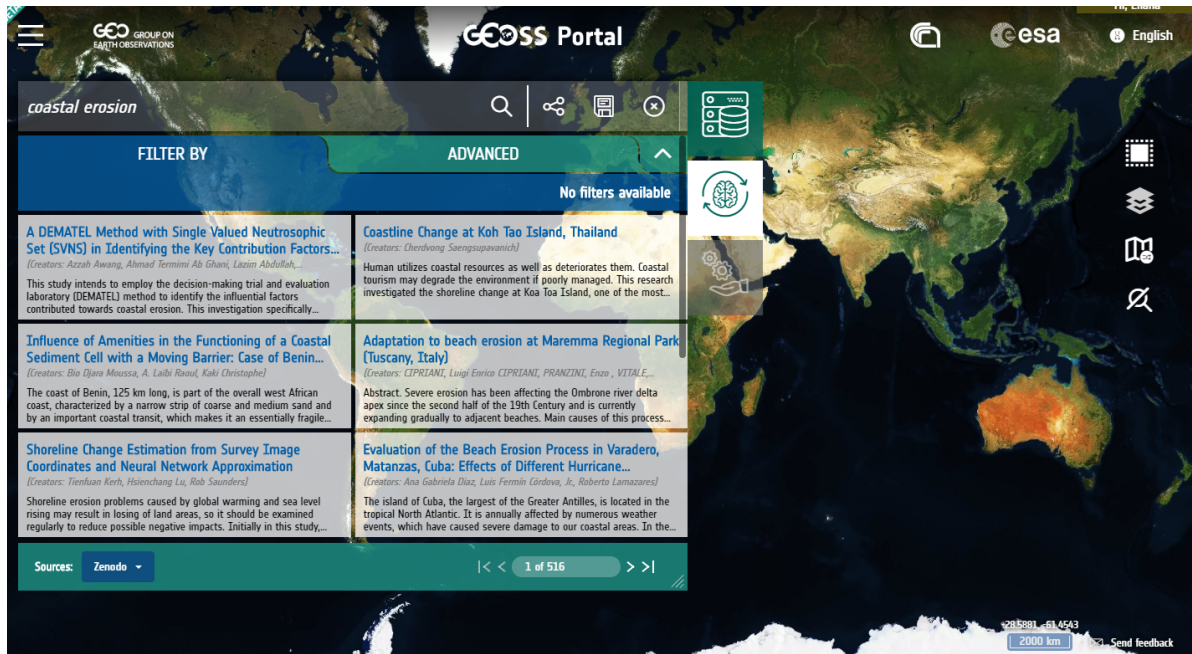 GEO GROUP ON
EARTH OBSERVATIONS
GEOSS Portal
esa
English
coastal erosion
FILTER BY
ADVANCED
No filters available
A DEMATEL Method with Single Valued Neutrosophic
Set (SVNS) in Identifying the Key Contribution Factors...
(Creators: Azzah Awang, Ahmad Termimi Ab Ghani, Lazim Abdullah,...
This study intends to employ the decision-making trial and evaluation
laboratory (DEMATEL) method to identify the influential factors
contributed towards coastal erosion. This investigation specifically...
Coastline Change at Koh Tao Island, Thailand
(Creators: Cherdvong Saengsupavanich)
Human utilizes coastal resources as well as deteriorates them. Coastal
tourism may degrade the environment if poorly managed. This research
investigated the shoreline change at Koa Toa Island, one of the most...
Influence of Amenities in the Functioning of a Coastal
Sediment Cell with a Moving Barrier: Case of Benin...
(Creators: Bio Djara Moussa, A. Laibi Raoul, Kaki Christophe)
The coast of Benin, 125 km long, is part of the overall west African
coast, characterized by a narrow strip of coarse and medium sand and
by an important coastal transit, which makes it an essentially fragile...
Adaptation to beach erosion at Maremma Regional Park
(Tuscany, Italy)
(Creators: CIPRIANI, Luigi Enrico CIPRIANI, PRANZINI, Enzo , VITALE,...
Abstract. Severe erosion has been affecting the Ombrone river delta
apex since the second half of the 19th Century and is currently
expanding gradually to adjacent beaches. Main causes of this process...
Shoreline Change Estimation from Survey Image
Coordinates and Neural Network Approximation
(Creators: Tienfuan Kerh, Hsienchang Lu, Rob Saunders)
Shoreline erosion problems caused by global warming and sea level
rising may result in losing of land areas, so it should be examined
regularly to reduce possible negative impacts. Initially in this study,...
Evaluation of the Beach Erosion Process in Varadero,
Matanzas, Cuba: Effects of Different Hurricane...
(Creators: Ana Gabriela Diaz, Luis Fermín Córdova, Jr., Roberto Lamazares)
The island of Cuba, the largest of the Greater Antilles, is located in the
tropical North Atlantic. It is annually affected by numerous weather
events, which have caused severe damage to our coastal areas. In the...
Sources: Zenodo
1 of 516
+28.5881, -61.4543
2000 km
Send feedback